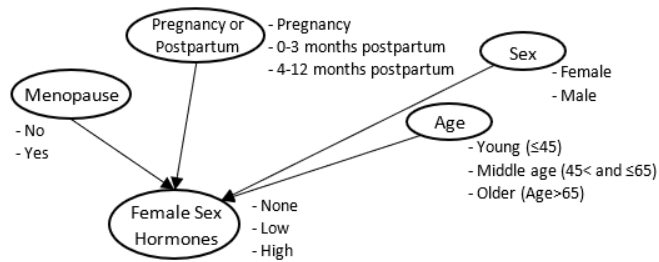 Pregnancy or
Postpartum
- Pregnancy
- 0-3 months postpartum
- 4-12 months postpartum
Sex
- Female
- Male
Menopause
- No
- Yes
Age
- Young (≤45)
- Middle age (45< and ≤65)
- Older (Age>65)
Female Sex
Hormones
- None
- Low
- High